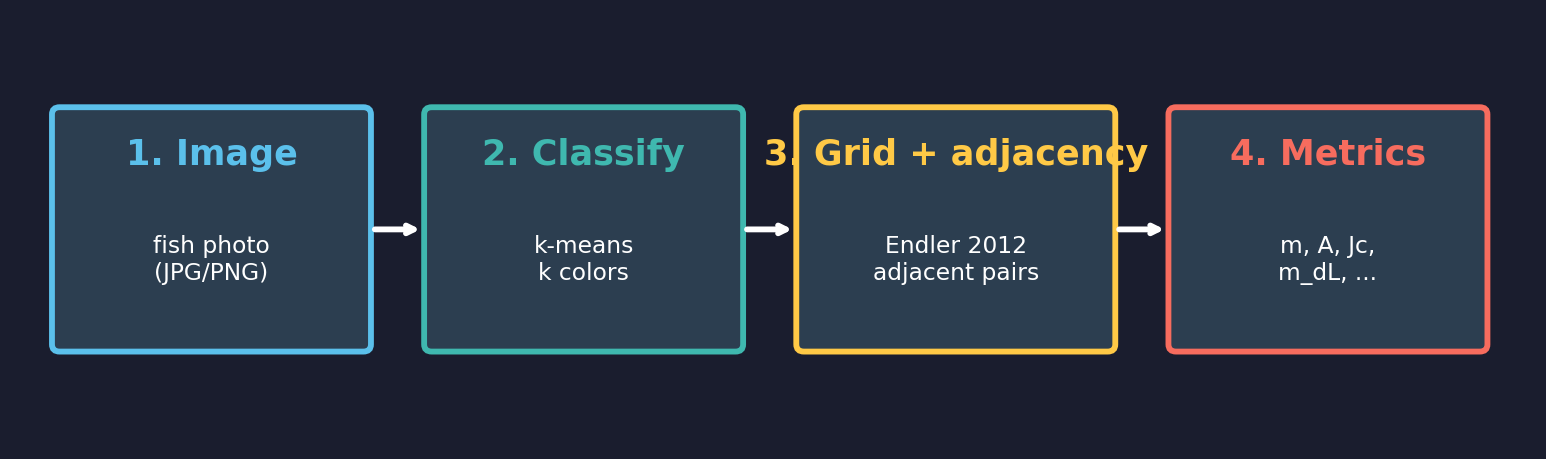 1. Image
fish photo
(JPG/PNG)
2. Classify
k-means
k colors
3. Grid + adjacency
Endler 2012
adjacent pairs
4. Metrics
m, A, Jc,
m_dL, ...